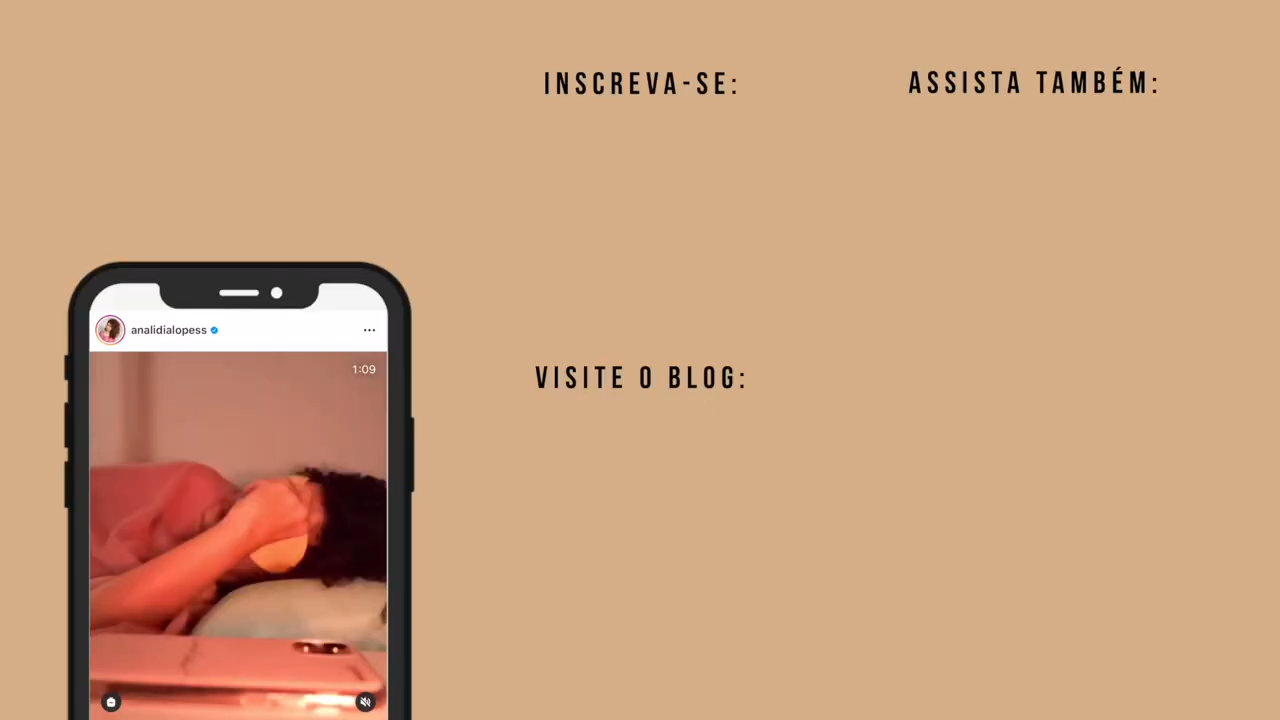 INSCREVA-SE:
ASSISTA TAMBÉM:
analidialopess
1:09
VISITE O BLOG: